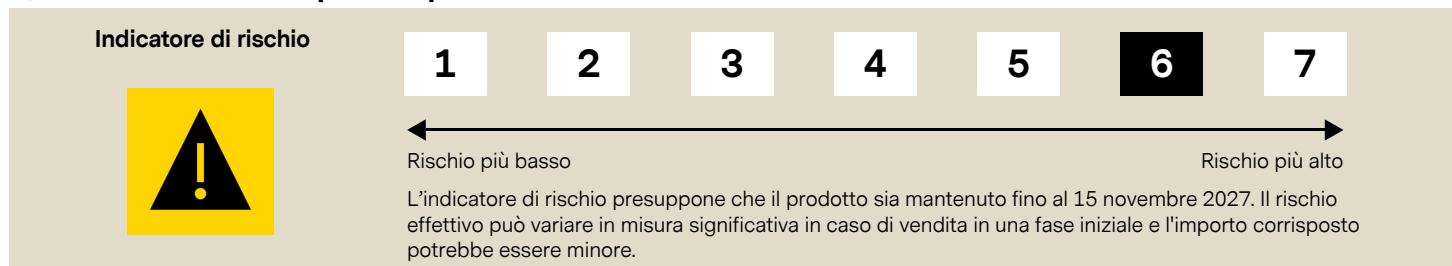 Indicatore di rischio
1 2 3 4 5 6 7
Rischio più basso Rischio più alto
L’indicatore di rischio presuppone che il prodotto sia mantenuto fino al 15 novembre 2027. Il rischio
effettivo può variare in misura significativa in caso di vendita in una fase iniziale e l'importo corrisposto
potrebbe essere minore.